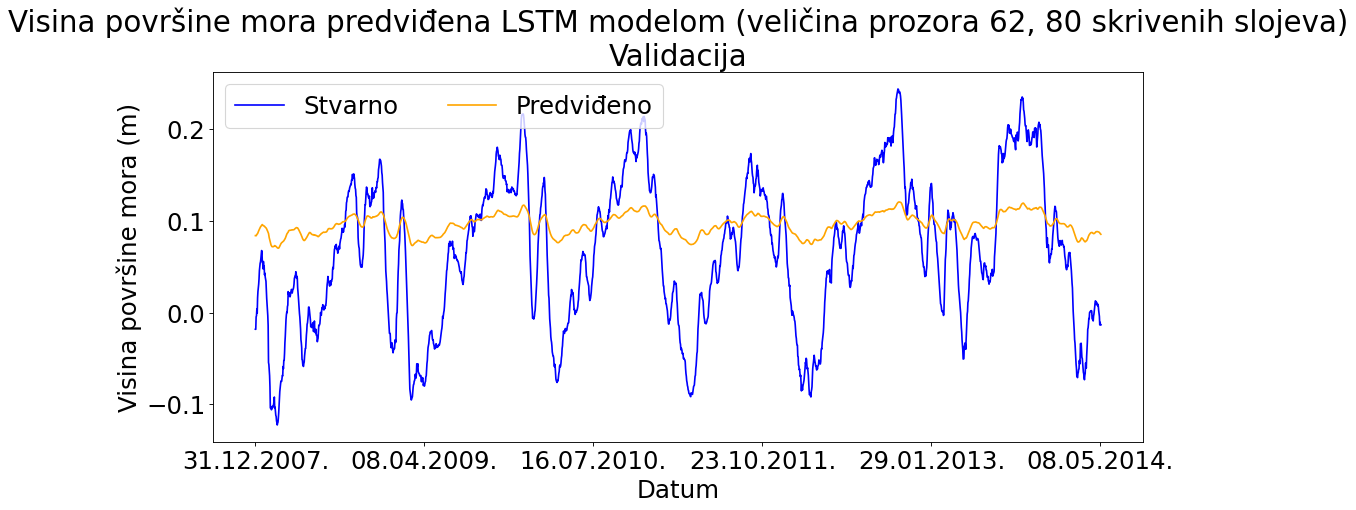 Visina površine mora predviđena LSTM modelom (veličina prozora 62, 80 skrivenih slojeva)
Validacija
Stvarno Predviđeno
Visina površine mora (m)
0.2
0.1
0.0
−0.1
31.12.2007. 08.04.2009. 16.07.2010. 23.10.2011. 29.01.2013. 08.05.2014.
Datum